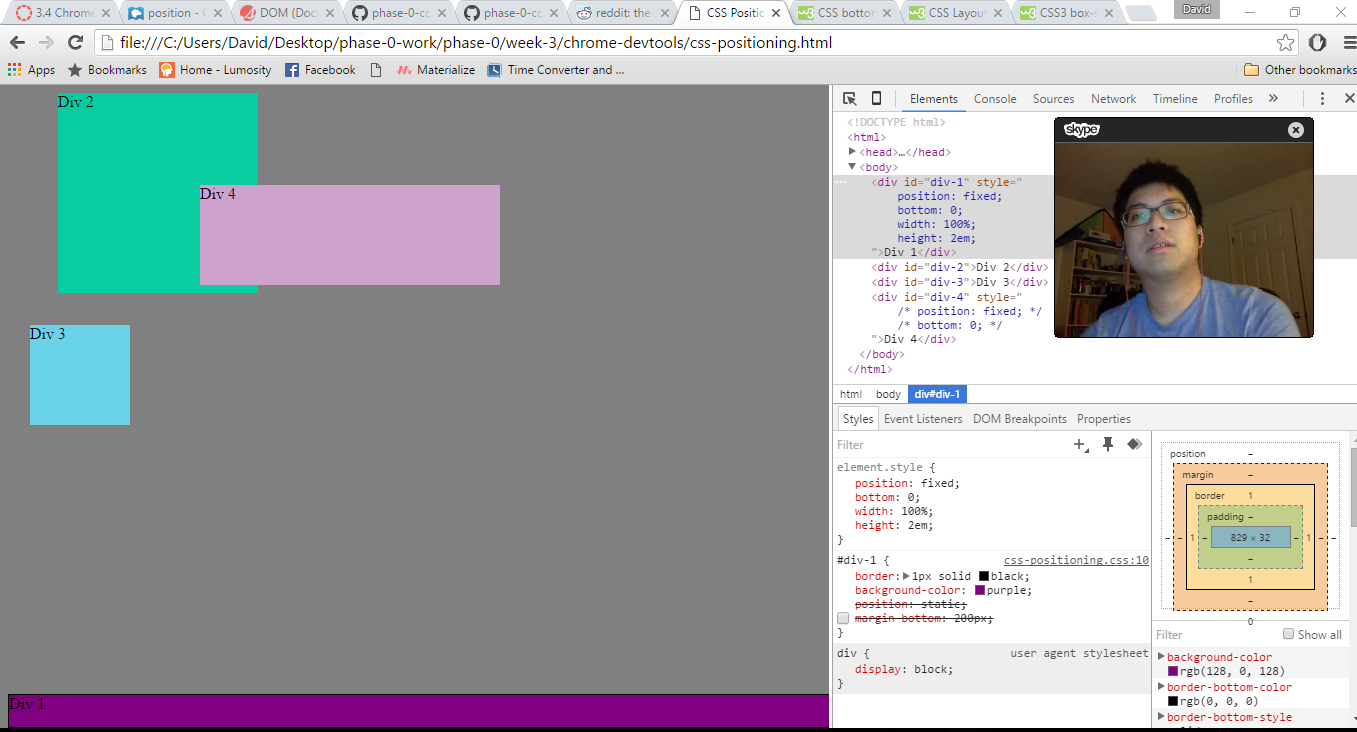 3.4 Chrome
position - C
DOM (Doc
phase-0-cc
phase-0-cc
reddit: the
CSS Positic
CSS bottor
CSS Layou
CSS3 box-s
David
file:///C:/Users/David/Desktop/phase-0-work/phase-0/week-3/chrome-devtools/css-positioning.html
Apps Bookmarks Home - Lumosity Facebook Materialize Time Converter and ... Other bookmarks
Div 2
Div 4
Div 3
Div 1
Elements Console Sources Network Timeline Profiles »
<!DOCTYPE html>
<html>
<head>…</head>
<body>
<div id="div-1" style="
position: fixed;
bottom: 0;
width: 100%;
height: 2em;
">Div 1</div>
<div id="div-2">Div 2</div>
<div id="div-3">Div 3</div>
<div id="div-4" style="
/* position: fixed; */
/* bottom: 0; */
">Div 4</div>
</body>
</html>
skype
html body div#div-1
Styles Event Listeners DOM Breakpoints Properties
Filter
element.style {
position: fixed;
bottom: 0;
width: 100%;
height: 2em;
}
#div-1 { css-positioning.css:10
border: 1px solid black;
background-color: purple;
position: static;
margin-bottom: 200px;
}
div { user agent stylesheet
display: block;
}
position –
margin –
border 1
padding –
– – 1 – 829 × 32 – 1 – –
–
1
–
0
Filter Show all
background-color
rgb(128, 0, 128)
border-bottom-color
rgb(0, 0, 0)
border-bottom-style